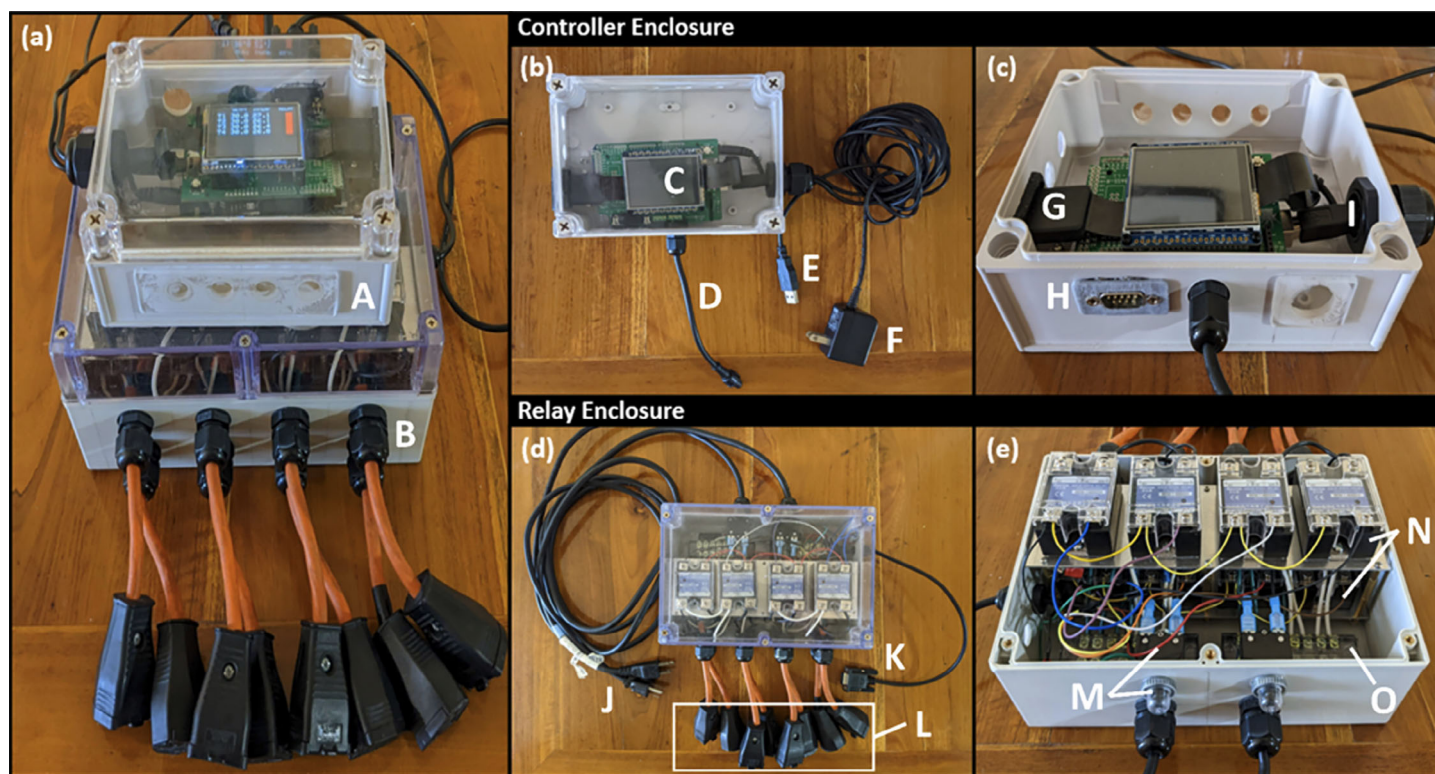 (a)
A
B
Controller Enclosure
(b)
C
D
E
F
(c)
G
H
I
Relay Enclosure
(d)
J
K
L
(e)
M
N
O